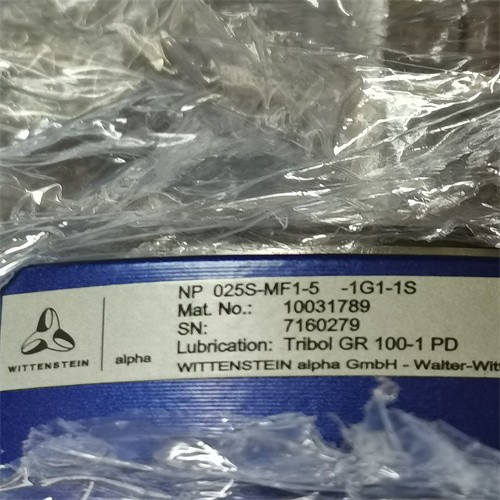 NP 025S-MF1-5 -1G1-1S
Mat. No.: 10031789
SN: 7160279
Lubrication: Tribol GR 100-1 PD
WITTENSTEIN alpha GmbH - Walter-Witt
WITTENSTEIN
alpha